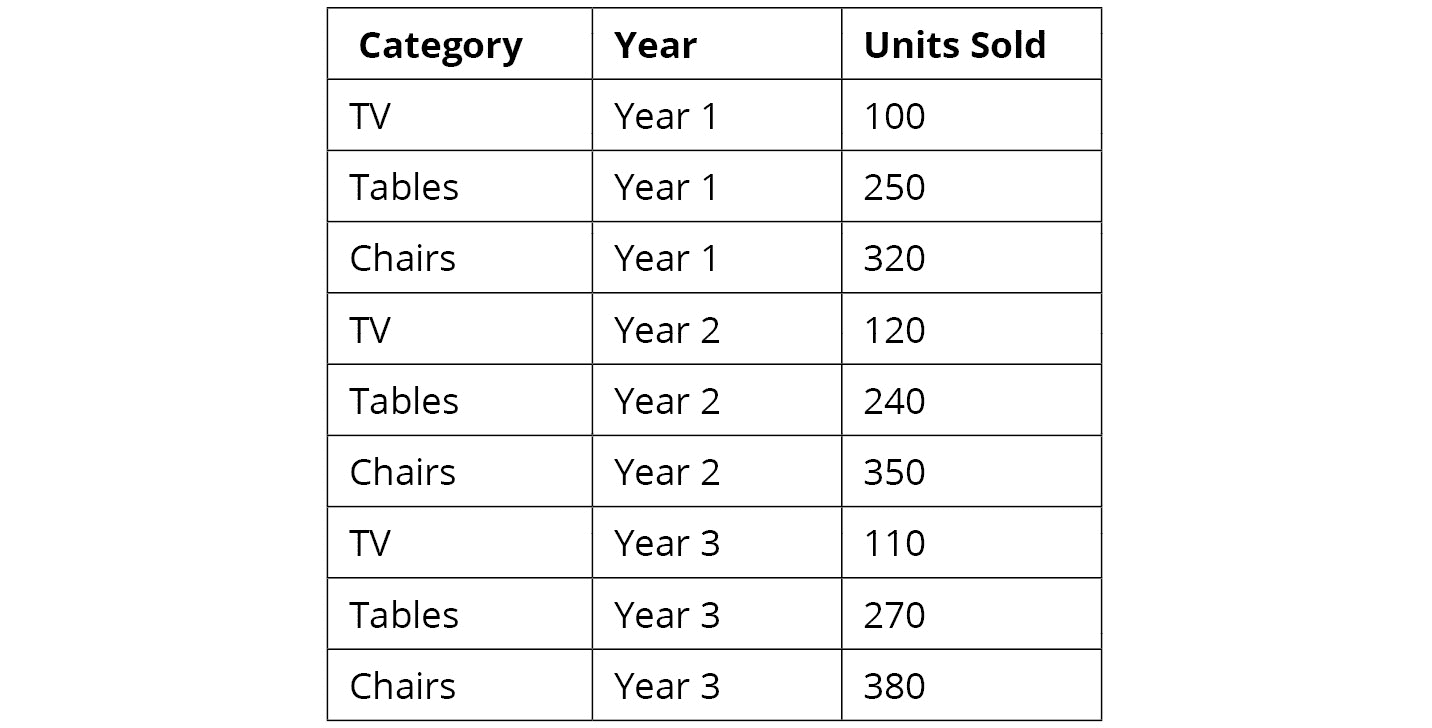 Category Year Units Sold
TV Year 1 100
Tables Year 1 250
Chairs Year 1 320
TV Year 2 120
Tables Year 2 240
Chairs Year 2 350
TV Year 3 110
Tables Year 3 270
Chairs Year 3 380